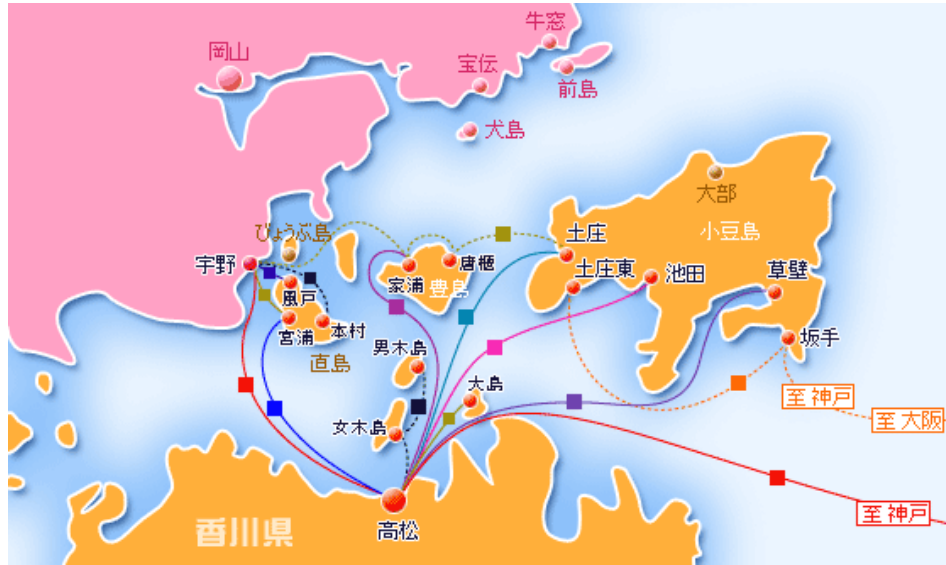 牛窓
岡山
宝伝
前島
犬島
大部
小豆島
びょうぶ島
土庄
宇野
唐櫃
土庄東
池田
草壁
家浦
豊島
風戸
宮浦
本村
坂手
男木島
直島
大島
至神戸
至大阪
女木島
至神戸
高松
香川県